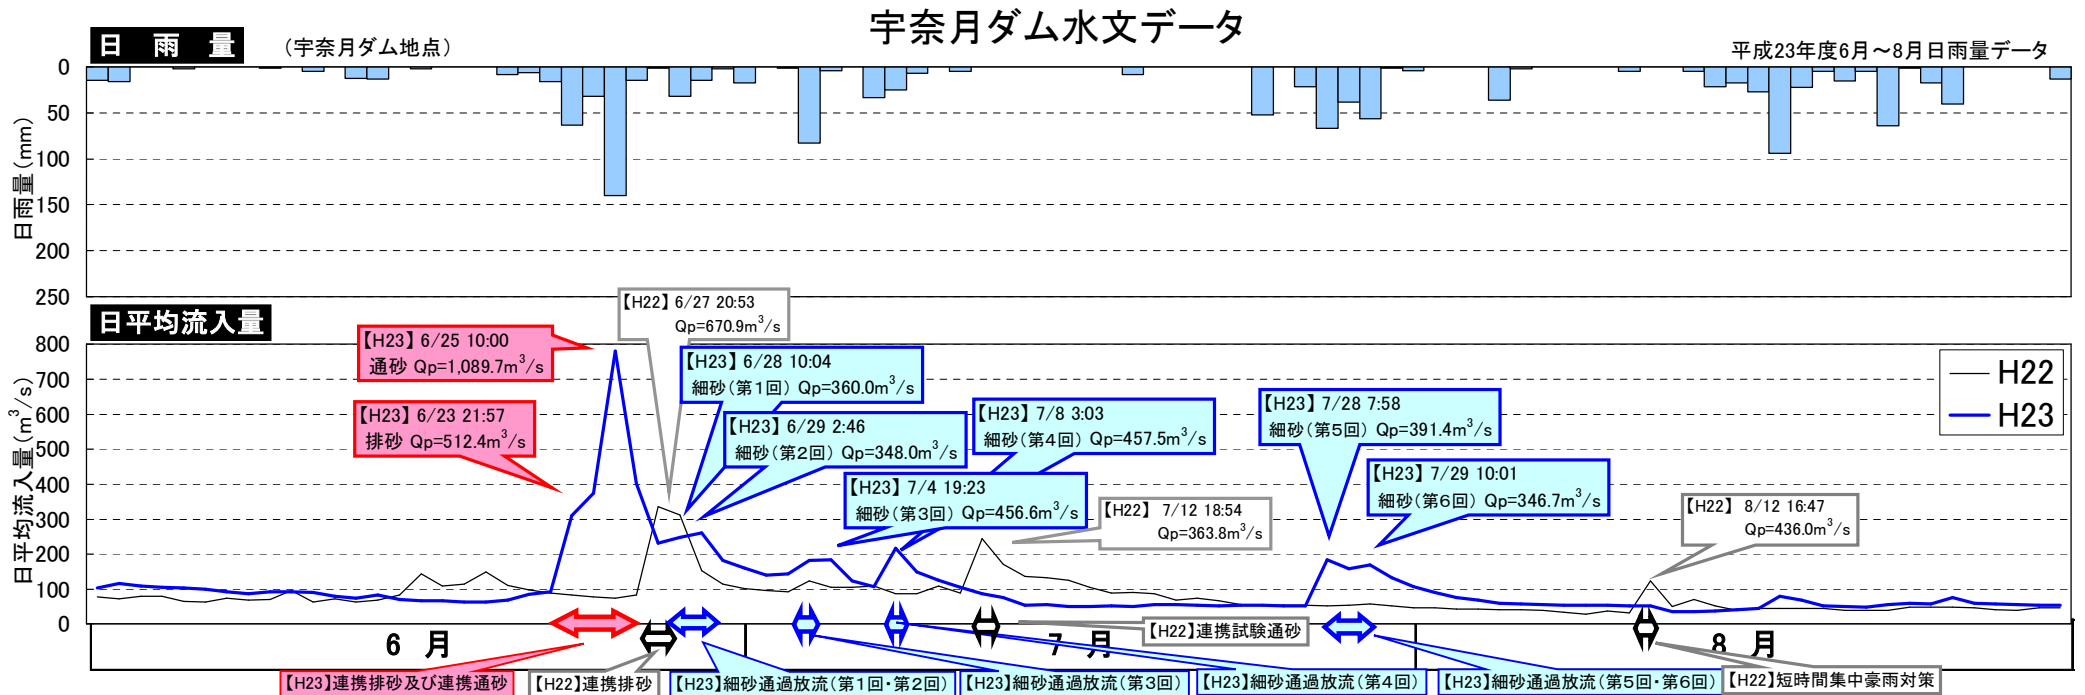 宇奈月ダム水文データ
日 雨 量 （宇奈月ダム地点）
平成23年度6月～8月日雨量データ
0
50
100
150
200
250
日雨量（mm）
日平均流入量
800
700
600
500
400
300
200
100
0
日平均流入量（m³/s）
【H23】 6/25 10:00
通砂 Qp=1,089.7m³/s
【H23】 6/23 21:57
排砂 Qp=512.4m³/s
【H22】 6/27 20:53
Qp=670.9m³/s
【H23】 6/28 10:04
細砂（第１回） Qp=360.0m³/s
【H23】 6/29 2:46
細砂（第２回） Qp=348.0m³/s
【H23】 7/4 19:23
細砂（第３回） Qp=456.6m³/s
【H23】 7/8 3:03
細砂（第４回） Qp=457.5m³/s
【H22】 7/12 18:54
Qp=363.8m³/s
【H23】 7/28 7:58
細砂（第５回） Qp=391.4m³/s
【H23】 7/29 10:01
細砂（第６回） Qp=346.7m³/s
【H22】 8/12 16:47
Qp=436.0m³/s
H22
H23
6 月
7 月
8 月
【H22】連携試験通砂
【H23】連携排砂及び連携通砂
【H22】連携排砂
【H23】細砂通過放流（第１回・第２回）
【H23】細砂通過放流（第３回）
【H23】細砂通過放流（第４回）
【H23】細砂通過放流（第５回・第６回）
【H22】短時間集中豪雨対策